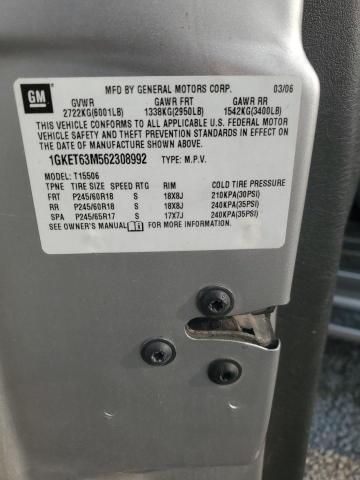 GM
MFD BY GENERAL MOTORS CORP. 03/06
GVWR GAWR FRT GAWR RR
2722KG(6001LB) 1338KG(2950LB) 1542KG(3400LB)
THIS VEHICLE CONFORMS TO ALL APPLICABLE U.S. FEDERAL MOTOR
VEHICLE SAFETY AND THEFT PREVENTION STANDARDS IN EFFECT ON
THE DATE OF MANUFACTURE SHOWN ABOVE.
1GKET63M562308992 TYPE: M.P.V.
MODEL: T15506
TPNE TIRE SIZE SPEED RTG RIM COLD TIRE PRESSURE
FRT P245/60R18 S 18X8J 210KPA(30PSI)
RR P245/60R18 S 18X8J 240KPA(35PSI)
SPA P245/65R17 S 17X7J 240KPA(35PSI)
SEE OWNER'S MANUAL FOR MORE INFORMATION.